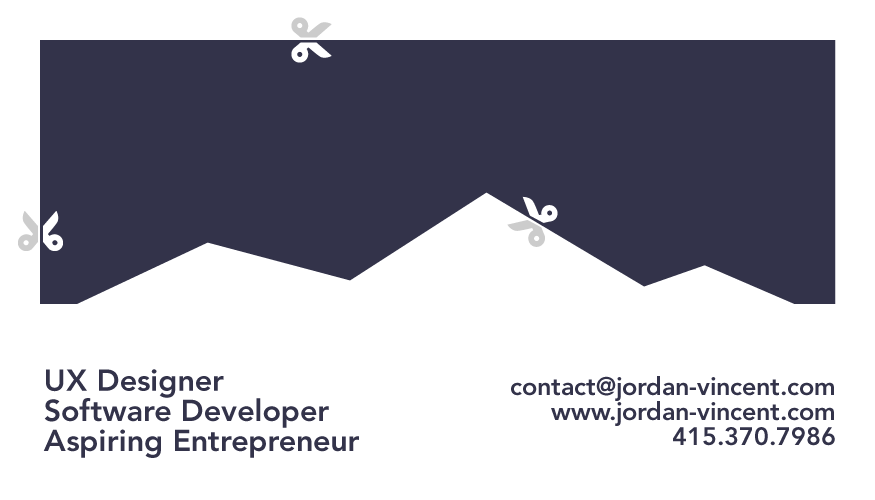 UX Designer
Software Developer
Aspiring Entrepreneur
contact@jordan-vincent.com
www.jordan-vincent.com
415.370.7986